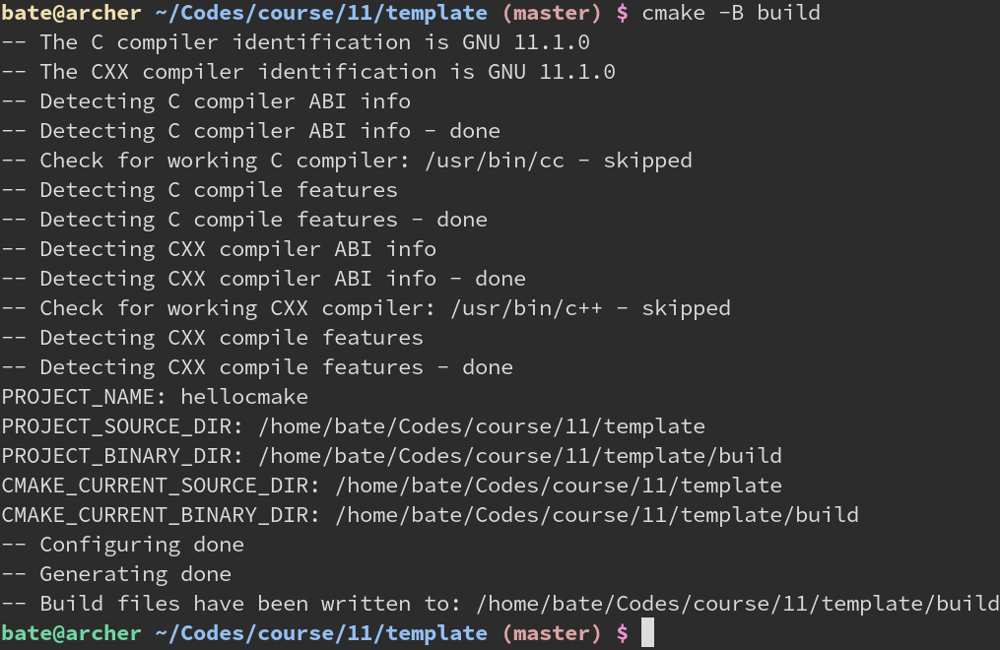 bate@archer ~/Codes/course/11/template (master) $ cmake -B build
-- The C compiler identification is GNU 11.1.0
-- The CXX compiler identification is GNU 11.1.0
-- Detecting C compiler ABI info
-- Detecting C compiler ABI info - done
-- Check for working C compiler: /usr/bin/cc - skipped
-- Detecting C compile features
-- Detecting C compile features - done
-- Detecting CXX compiler ABI info
-- Detecting CXX compiler ABI info - done
-- Check for working CXX compiler: /usr/bin/c++ - skipped
-- Detecting CXX compile features
-- Detecting CXX compile features - done
PROJECT_NAME: hellocmake
PROJECT_SOURCE_DIR: /home/bate/Codes/course/11/template
PROJECT_BINARY_DIR: /home/bate/Codes/course/11/template/build
CMAKE_CURRENT_SOURCE_DIR: /home/bate/Codes/course/11/template
CMAKE_CURRENT_BINARY_DIR: /home/bate/Codes/course/11/template/build
-- Configuring done
-- Generating done
-- Build files have been written to: /home/bate/Codes/course/11/template/build
bate@archer ~/Codes/course/11/template (master) $